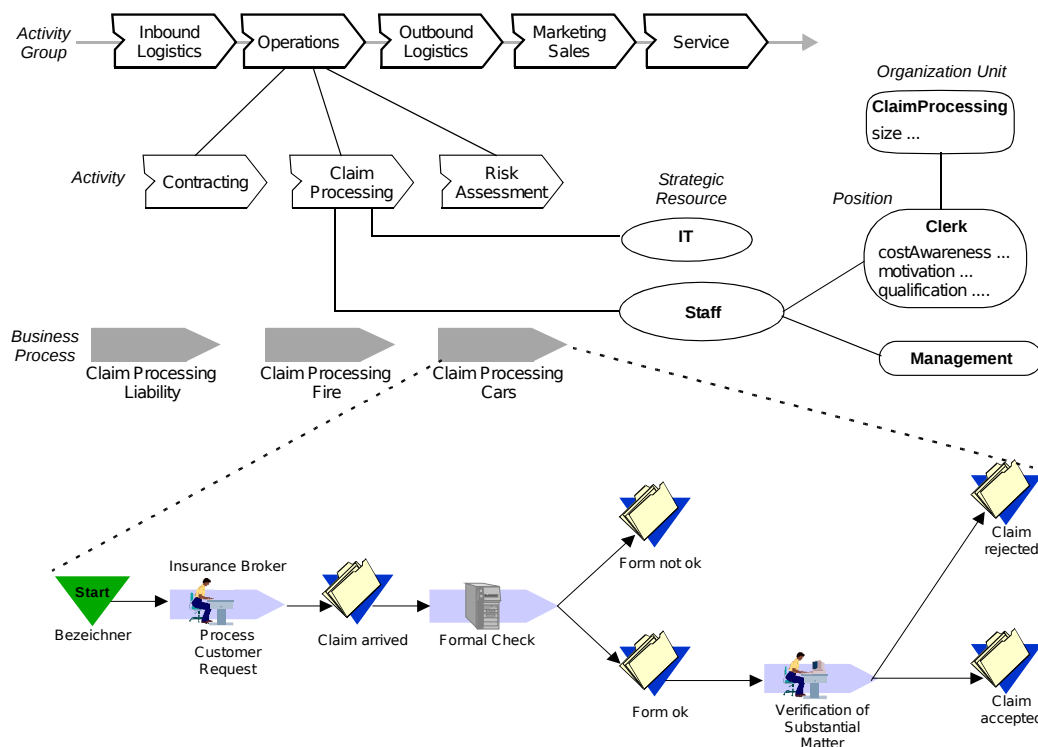 Activity
Group
Inbound
Logistics
Operations
Outbound
Logistics
Marketing
Sales
Service
Organization Unit
ClaimProcessing
size ...
Activity
Contracting
Claim
Processing
Risk
Assessment
Strategic
Resource
Position
IT
Clerk
costAwareness ...
motivation ...
qualification ....
Staff
Management
Business
Process
Claim Processing
Liability
Claim Processing
Fire
Claim Processing
Cars
Claim
rejected
Form not ok
Insurance Broker
Start
Bezeichner
Process
Customer
Request
Claim arrived
Formal Check
Form ok
Verification of
Substantial
Matter
Claim
accepted